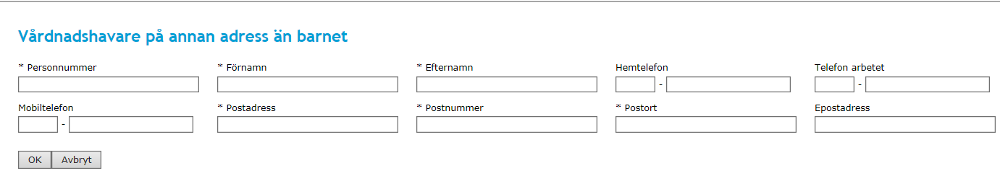 Vårdnadshavare på annan adress än barnet
* Personnummer * Förnamn * Efternamn Hemtelefon Telefon arbetet
- -
Mobiltelefon * Postadress * Postnummer * Postort Epostadress
-
OK Avbryt